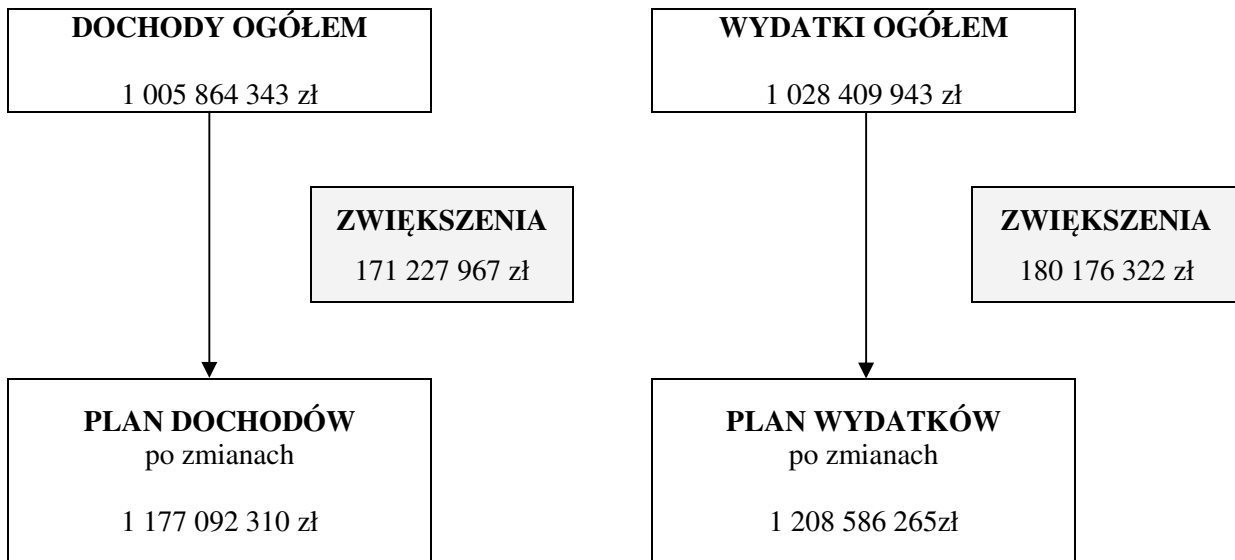 DOCHODY OGÓŁEM
1 005 864 343 zł
WYDATKI OGÓŁEM
1 028 409 943 zł
ZWIĘKSZENIA
171 227 967 zł
ZWIĘKSZENIA
180 176 322 zł
PLAN DOCHODÓW
po zmianach
1 177 092 310 zł
PLAN WYDATKÓW
po zmianach
1 208 586 265zł